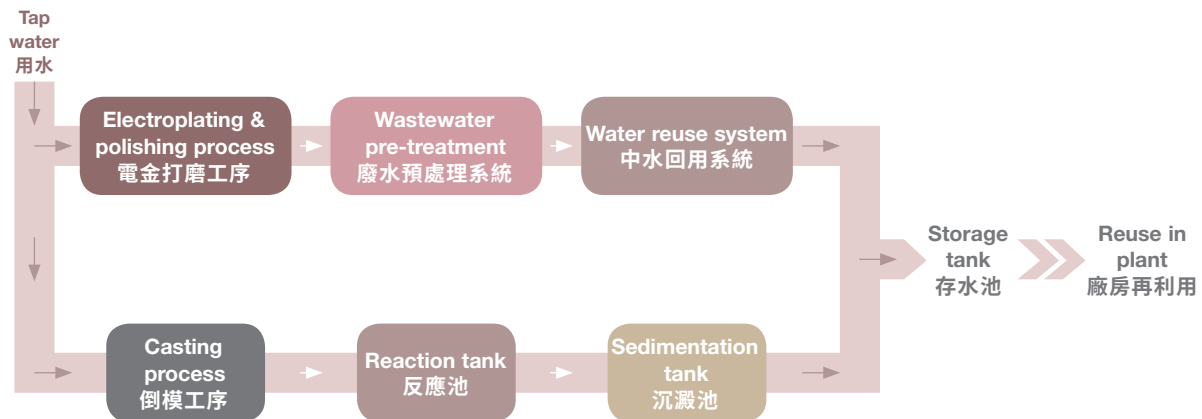 Tap
water
用水
Electroplating &
polishing process
電金打磨工序
Wastewater
pre-treatment
廢水預處理系統
Water reuse system
中水回用系統
Storage
tank
存水池
Reuse in
plant
廠房再利用
Casting
process
倒模工序
Reaction tank
反應池
Sedimentation
tank
沉澱池